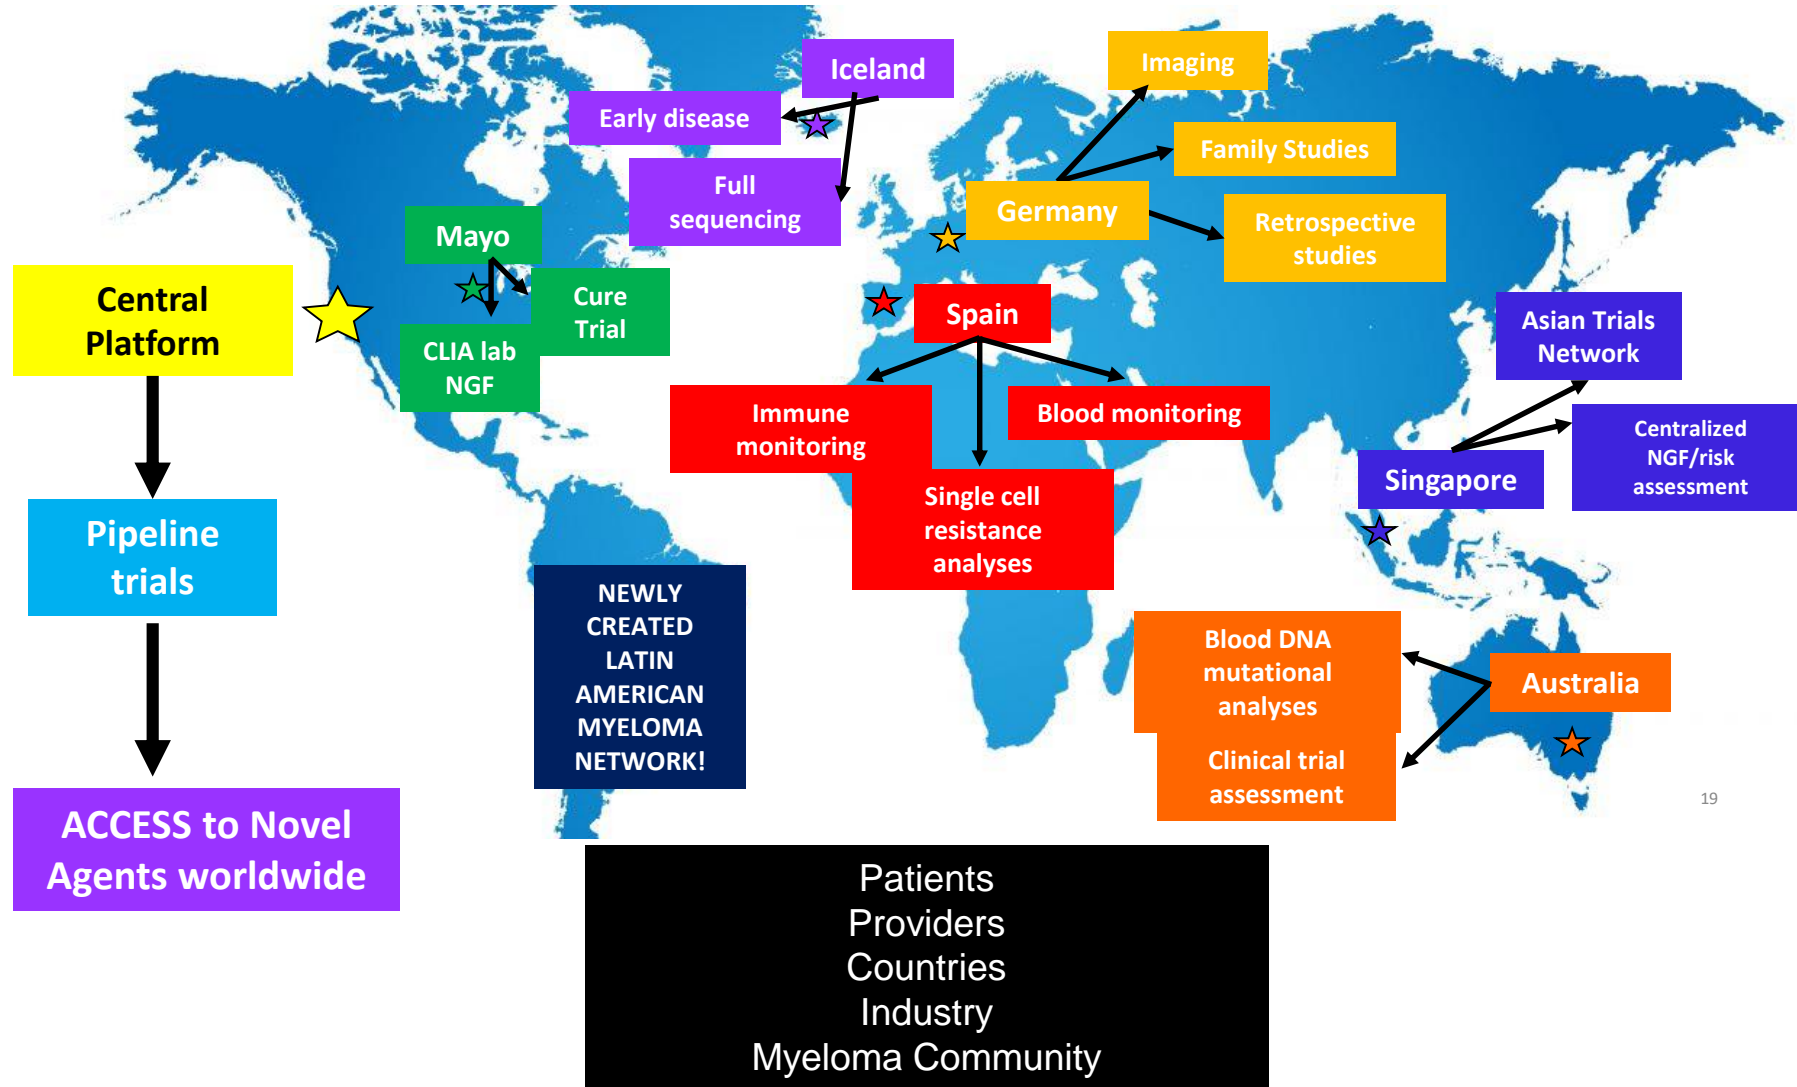 Iceland
Early disease
Full
sequencing
Imaging
Family Studies
Germany
Retrospective
studies
Mayo
Cure
Trial
CLIA lab
NGF
Central
Platform
Pipeline
trials
ACCESS to Novel
Agents worldwide
Spain
Immune
monitoring
Blood monitoring
Single cell
resistance
analyses
Asian Trials
Network
Centralized
NGF/risk
assessment
Singapore
NEWLY
CREATED
LATIN
AMERICAN
MYELOMA
NETWORK!
Blood DNA
mutational
analyses
Australia
Clinical trial
assessment
19
Patients
Providers
Countries
Industry
Myeloma Community